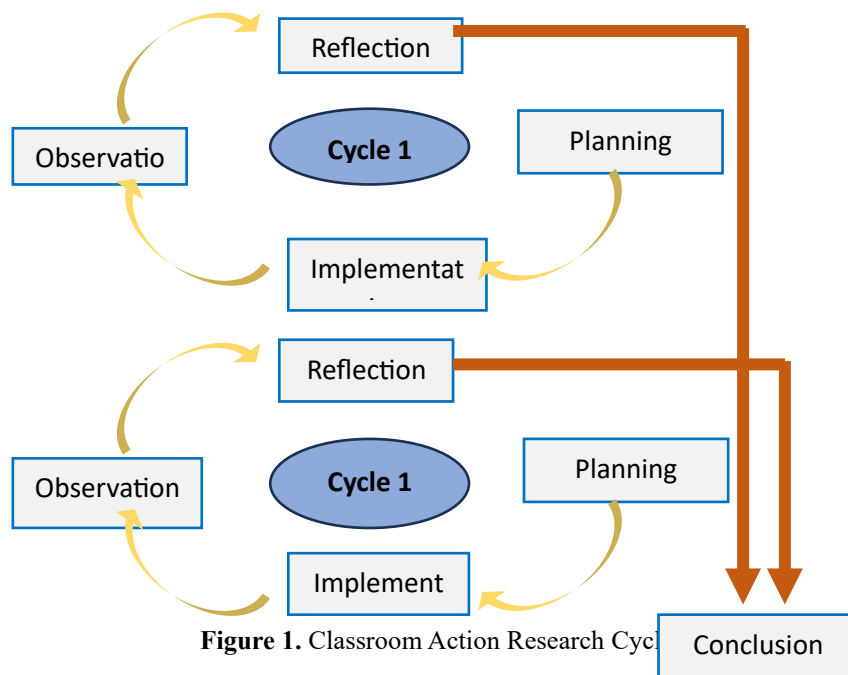 Reflection
Planning
Cycle 1
Observatio
Implementat
Reflection
Planning
Cycle 1
Observation
Implement
Conclusion
Figure 1. Classroom Action Research Cycl